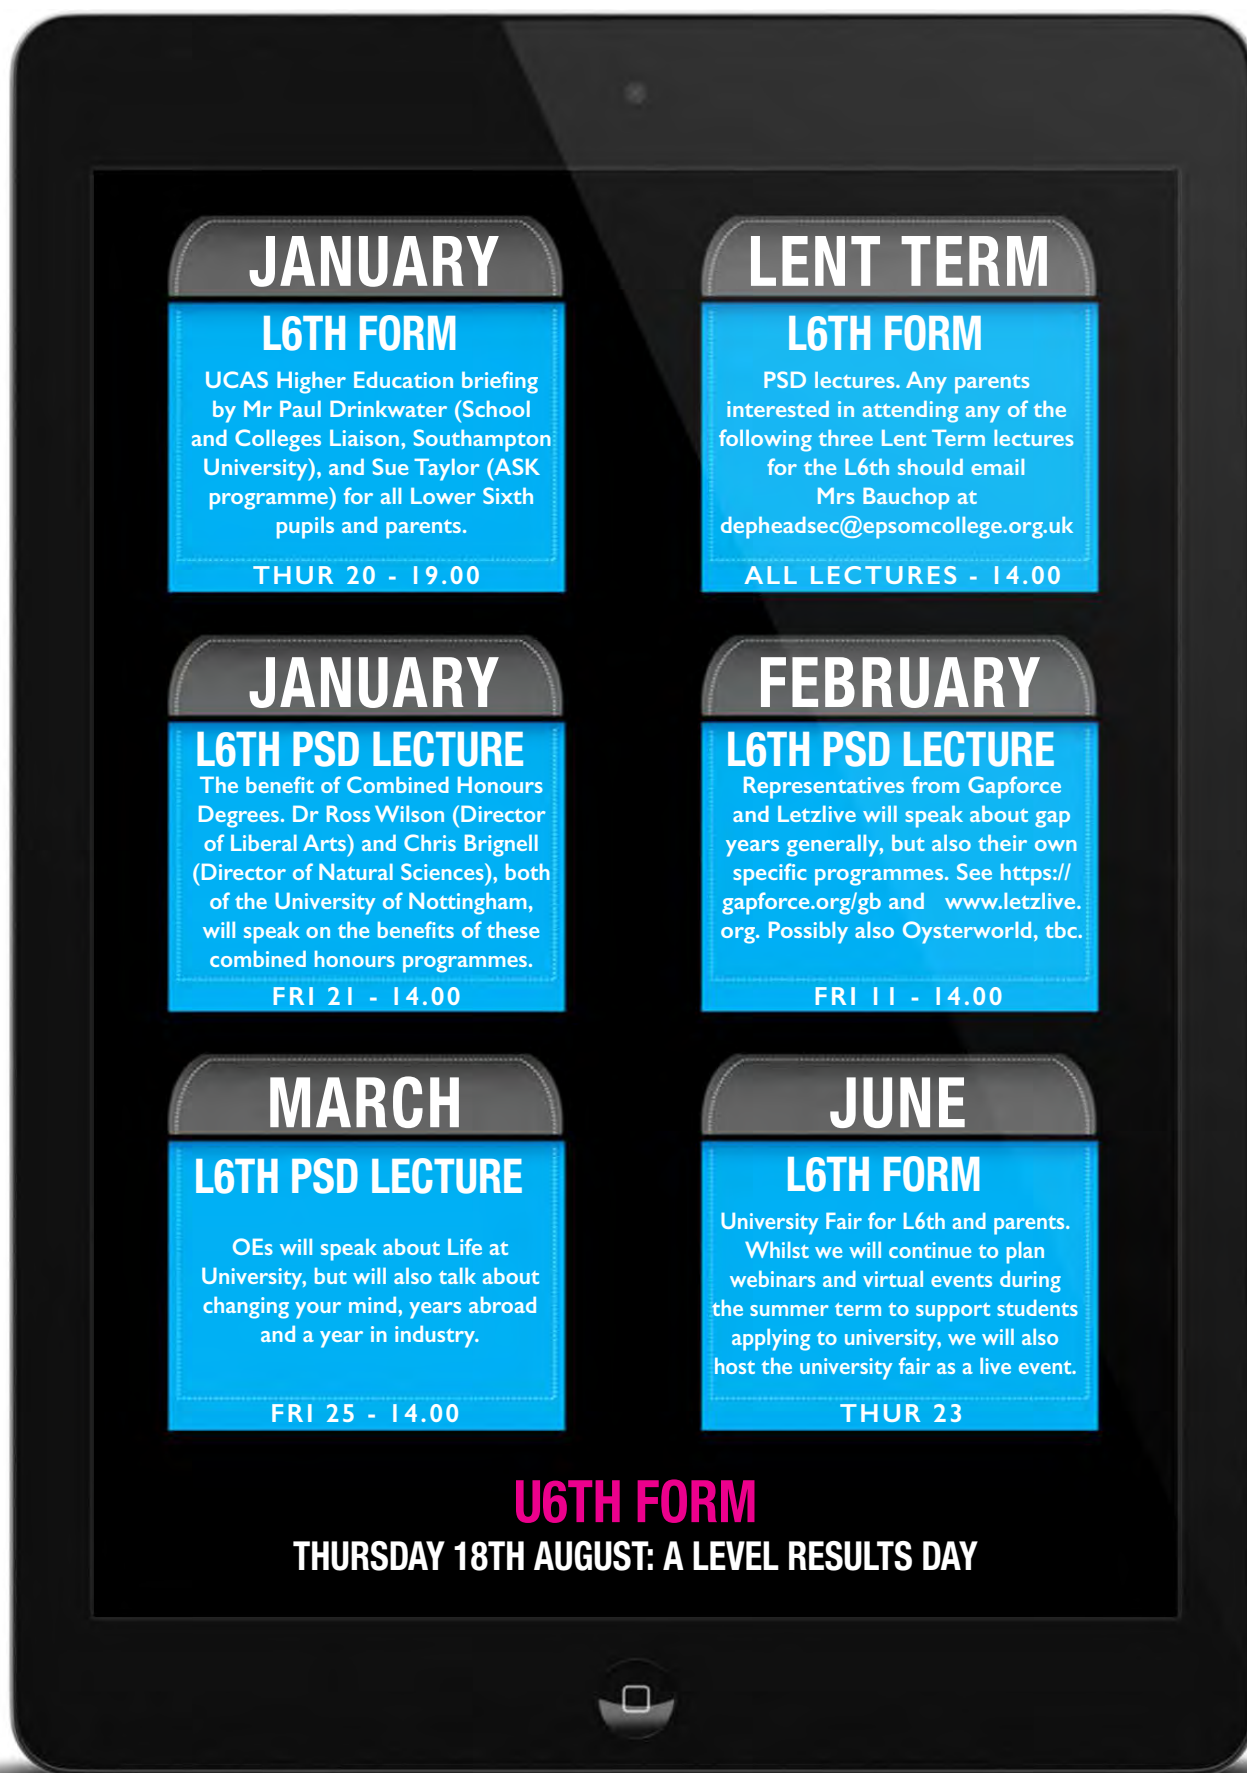 JANUARY
L6TH FORM
UCAS Higher Education briefing
by Mr Paul Drinkwater (School
and Colleges Liaison, Southampton
University), and Sue Taylor (ASK
programme) for all Lower Sixth
pupils and parents.
THUR 20 - 19.00
LENT TERM
L6TH FORM
PSD lectures. Any parents
interested in attending any of the
following three Lent Term lectures
for the L6th should email
Mrs Bauchop at
depheadsec@epsomcollege.org.uk
ALL LECTURES - 14.00
JANUARY
L6TH PSD LECTURE
The benefit of Combined Honours
Degrees. Dr Ross Wilson (Director
of Liberal Arts) and Chris Brignell
(Director of Natural Sciences), both
of the University of Nottingham,
will speak on the benefits of these
combined honours programmes.
FRI 21 - 14.00
FEBRUARY
L6TH PSD LECTURE
Representatives from Gapforce
and Letzlive will speak about gap
years generally, but also their own
specific programmes. See https://
gapforce.org/gb and www.letzlive.
org. Possibly also Oysterworld, tbc.
FRI 11 - 14.00
MARCH
L6TH PSD LECTURE
OEs will speak about Life at
University, but will also talk about
changing your mind, years abroad
and a year in industry.
FRI 25 - 14.00
JUNE
L6TH FORM
University Fair for L6th and parents.
Whilst we will continue to plan
webinars and virtual events during
the summer term to support students
applying to university, we will also
host the university fair as a live event.
THUR 23
U6TH FORM
THURSDAY 18TH AUGUST: A LEVEL RESULTS DAY